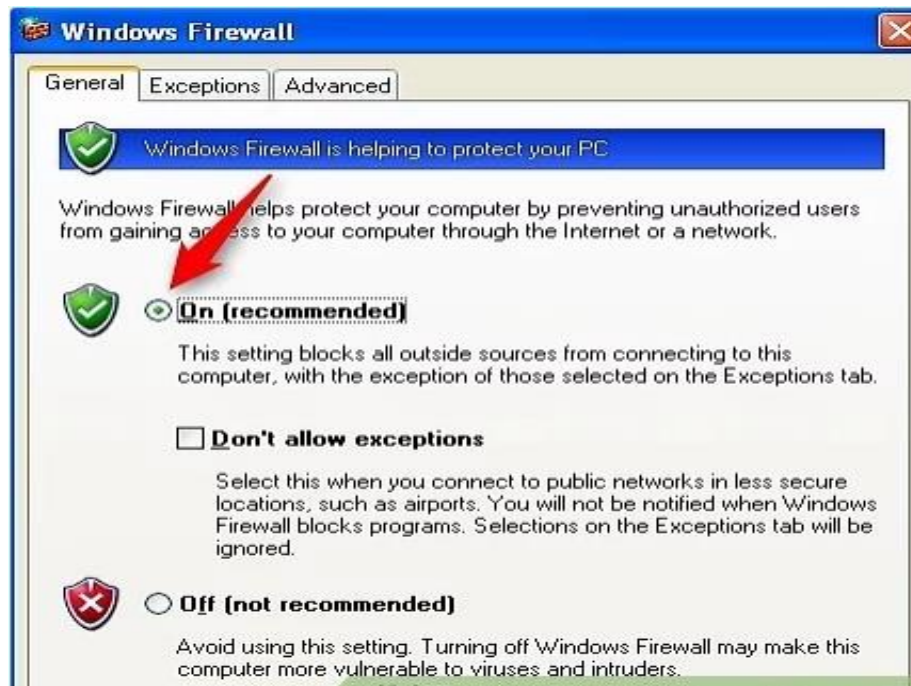 Windows Firewall
General
Exceptions
Advanced
Windows Firewall is helping to protect your PC
Windows Firewall helps protect your computer by preventing unauthorized users
from gaining access to your computer through the Internet or a network.
On (recommended)
This setting blocks all outside sources from connecting to this
computer, with the exception of those selected on the Exceptions tab.
Don't allow exceptions
Select this when you connect to public networks in less secure
locations, such as airports. You will not be notified when Windows
Firewall blocks programs. Selections on the Exceptions tab will be
ignored.
Off (not recommended)
Avoid using this setting. Turning off Windows Firewall may make this
computer more vulnerable to viruses and intruders.